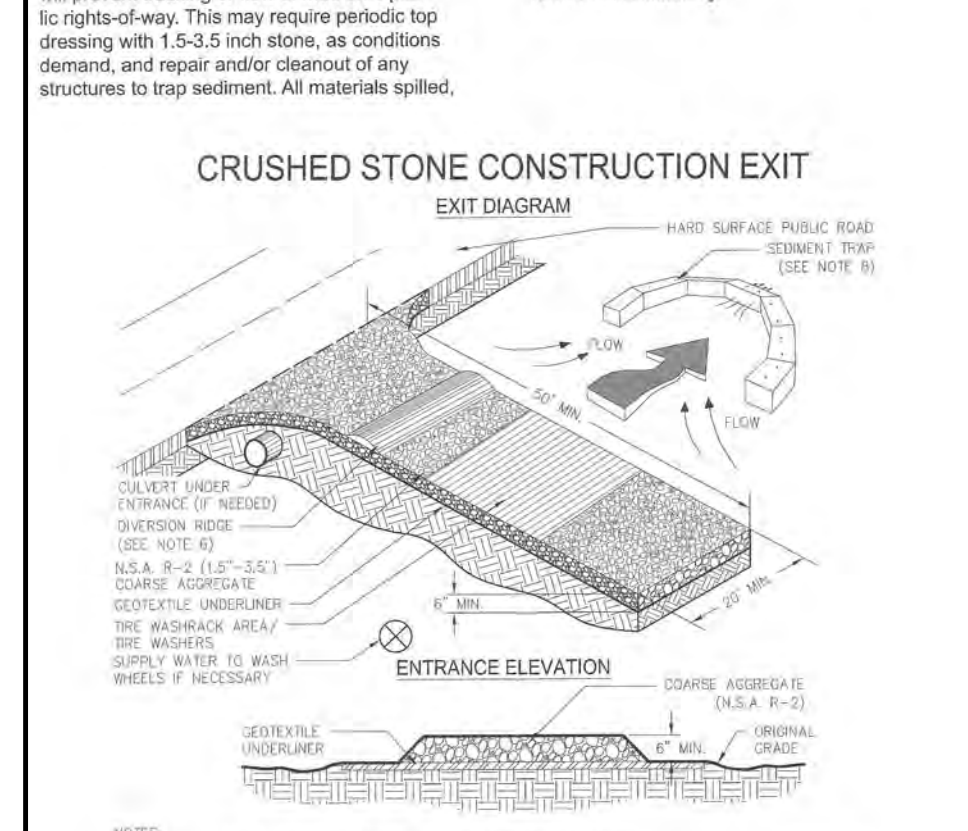 lic rights-of-way. This may require periodic top
dressing with 1.5-3.5 inch stone, as conditions
demand, and repair and/or cleanout of any
structures to trap sediment. All materials spilled,
CRUSHED STONE CONSTRUCTION EXIT
EXIT DIAGRAM
HARD SURFACE PUBLIC ROAD
SEDIMENT TRAP
(SEE NOTE 8)
FLOW
50' MIN.
FLOW
CULVERT UNDER
ENTRANCE (IF NEEDED)
DIVERSION RIDGE
(SEE NOTE 6)
N.S.A. R-2 (1.5"-3.5")
COARSE AGGREGATE
GEOTEXTILE UNDERLINER
TIRE WASHRACK AREA/
TIRE WASHERS
SUPPLY WATER TO WASH
WHEELS IF NECESSARY
6" MIN.
20' MIN.
ENTRANCE ELEVATION
COARSE AGGREGATE
(N.S.A. R-2)
GEOTEXTILE
UNDERLINER
6" MIN.
ORIGINAL
GRADE